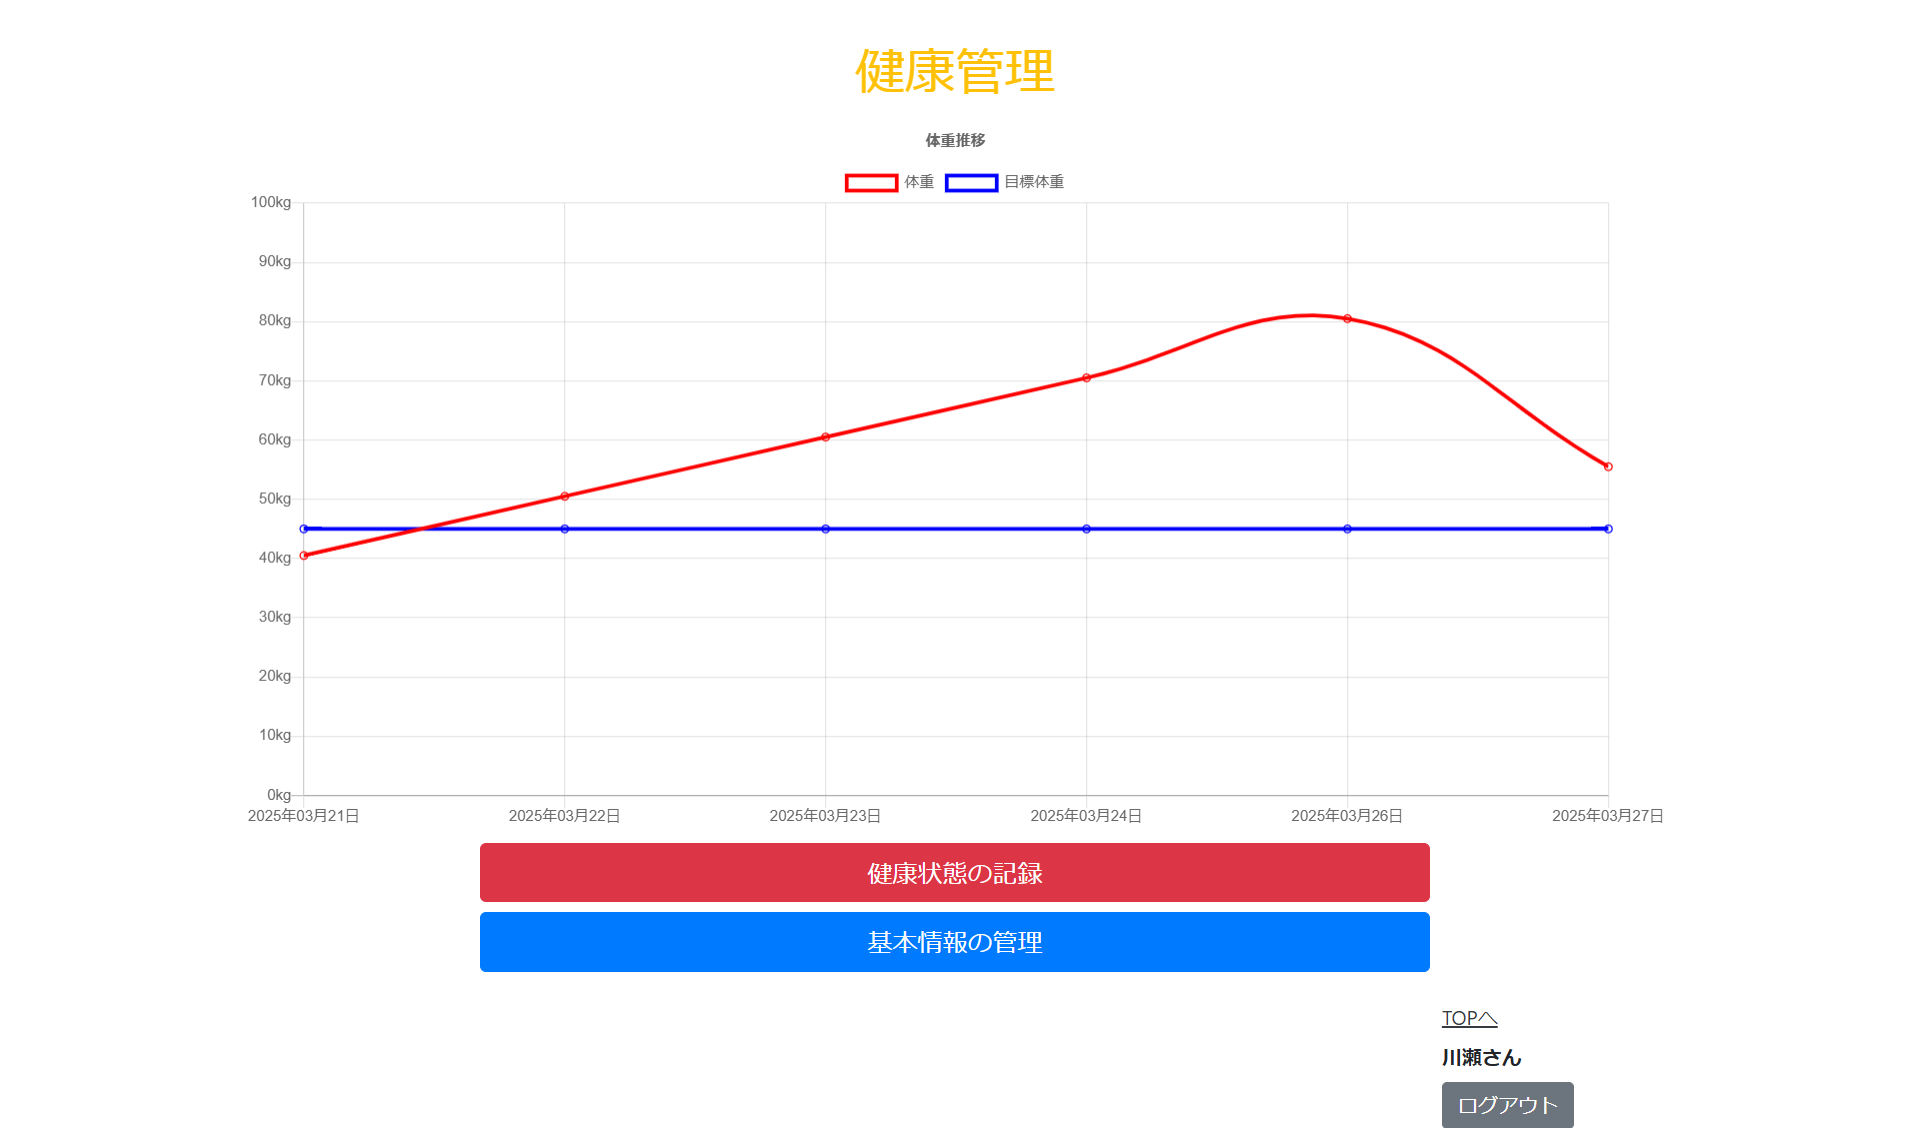 健康管理
体重推移
体重 目標体重
100kg
90kg
80kg
70kg
60kg
50kg
40kg
30kg
20kg
10kg
0kg
2025年03月21日 2025年03月22日 2025年03月23日 2025年03月24日 2025年03月26日 2025年03月27日
健康状態の記録
基本情報の管理
TOPへ
川瀬さん
ログアウト